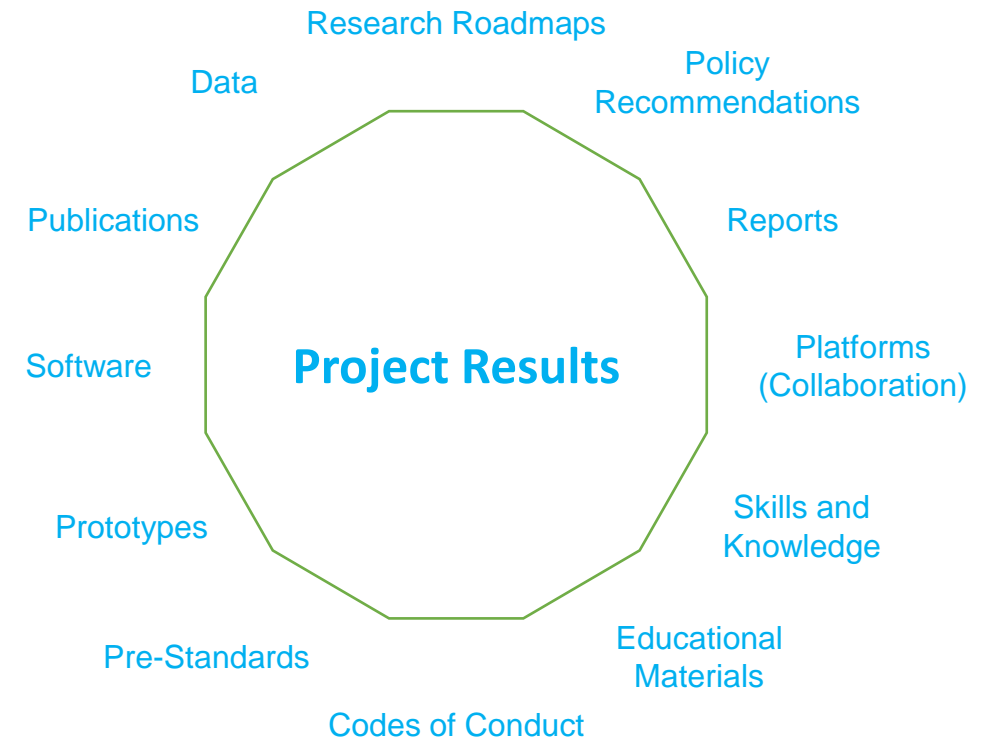 Research Roadmaps
Policy
Recommendations
Data
Publications
Reports
Project Results
Software
Platforms
(Collaboration)
Prototypes
Skills and
Knowledge
Pre-Standards
Educational
Materials
Codes of Conduct